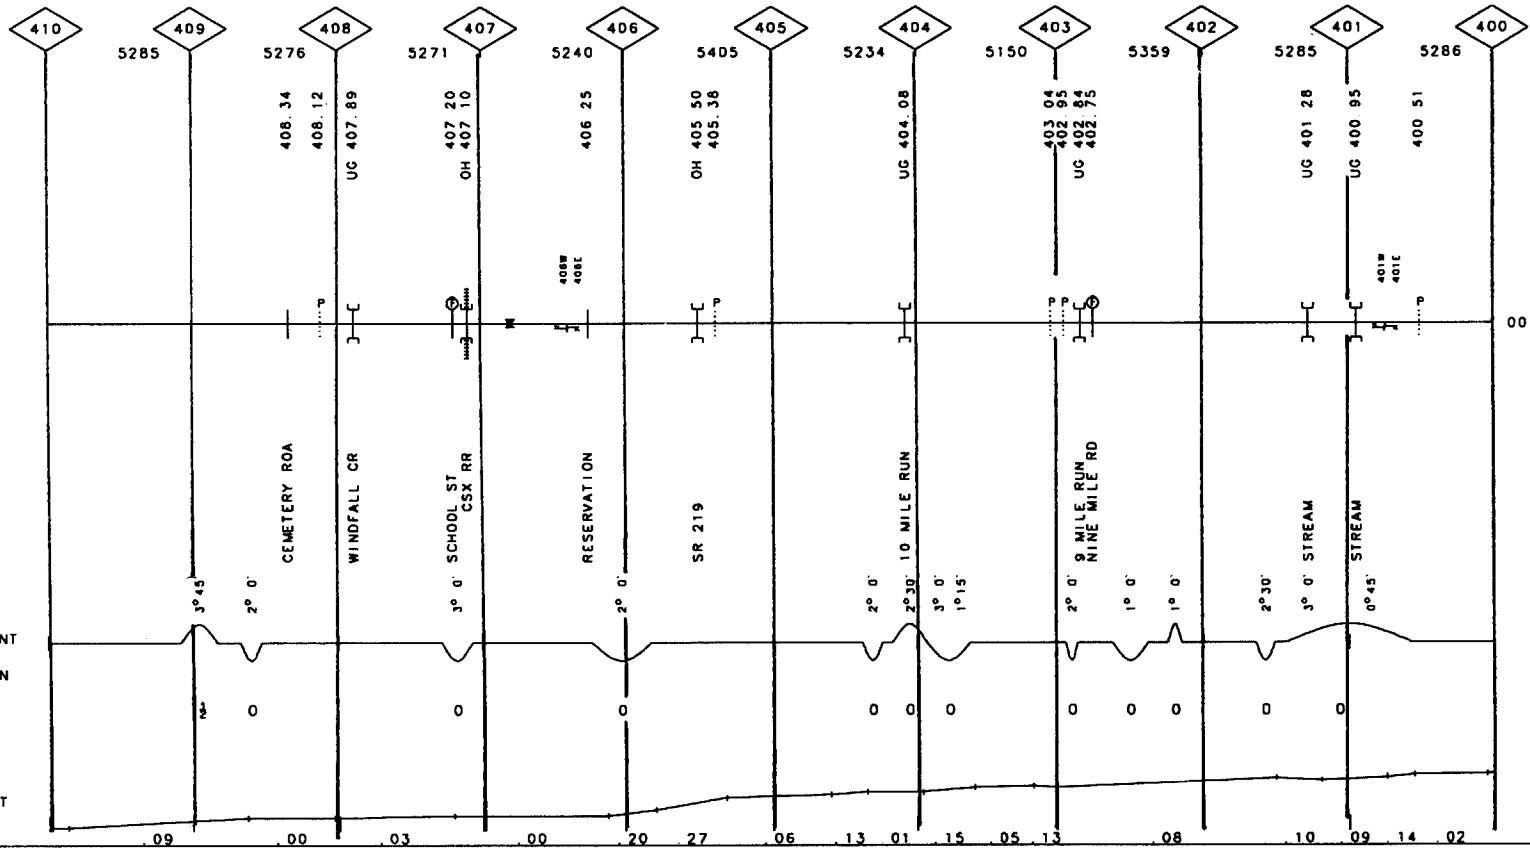 410 409 408 407 406 405 404 403 402 401 400
5285 5276 5271 5240 5405 5234 5150 5359 5285 5286
408.34
408.12
UG 407.89
407 20
OH 407 10
406 25
OH 405 50
405.38
UG 404.08
403 04
402 95
UG 402.84
402.75
UG 401 28
UG 400 95
400 51
406W
406E
401W
401E
P P P P P P P
00
CEMETERY ROA
WINDFALL CR
SCHOOL ST
CSX RR
RESERVATION
SR 219
10 MILE RUN
9 MILE RUN
NINE MILE RD
STREAM
STREAM
3° 45'
2° 0'
3° 0'
2° 0'
2° 0'
2° 30'
3° 0'
1° 15'
2° 0'
1° 0'
1° 0'
2° 30'
3° 0'
0° 45'
NT
N
0 0 0 0 0 0 0 0 0 0 0
T
.09 .00 .03 .00 .20 .27 .06 .13 .01 .15 .05 .13 .08 .10 .09 .14 .02